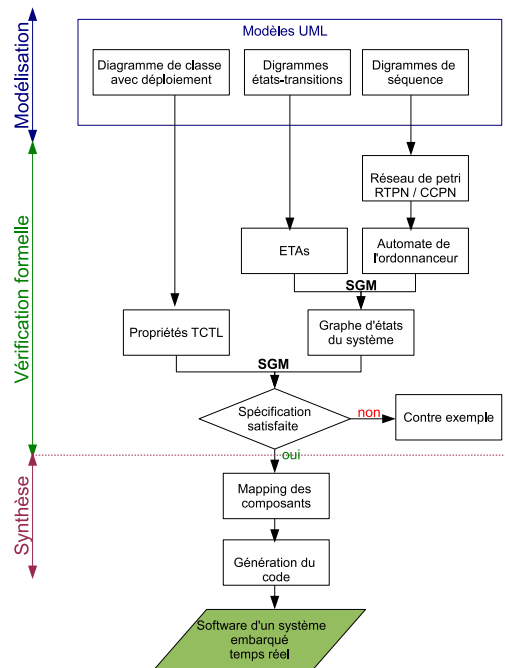 Modélisation
Modèles UML
Diagramme de classe
avec déploiement
Digrammes
états-transitions
Digrammes de
séquence
Vérification formelle
Réseau de petri
RTPN / CCPN
ETAs
Automate de
l'ordonnanceur
SGM
Propriétés TCTL
Graphe d'états
du système
SGM
Spécification
satisfaite
non
Contre exemple
oui
Synthèse
Mapping des
composants
Génération du
code
Software d'un système
embarqué
temps réel